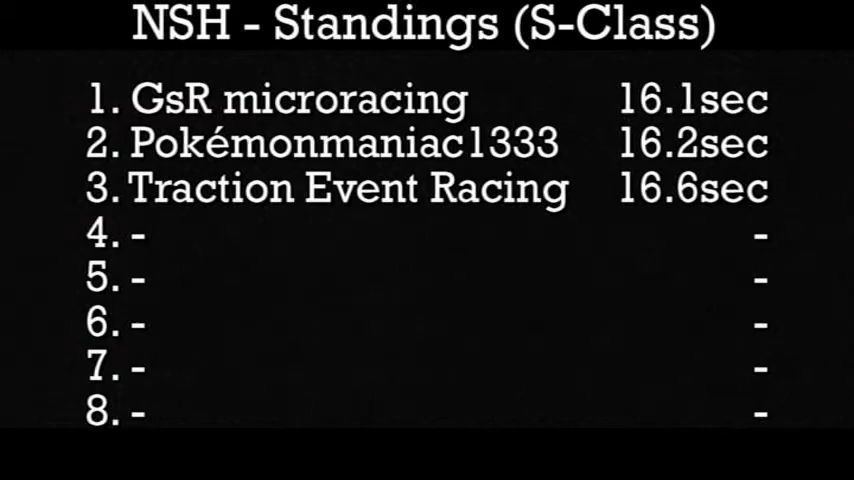 NSH - Standings (S-Class)
1. GsR microracing 16.1sec
2. Pokémonmaniac1333 16.2sec
3. Traction Event Racing 16.6sec
4. - -
5. - -
6. - -
7. - -
8. - -